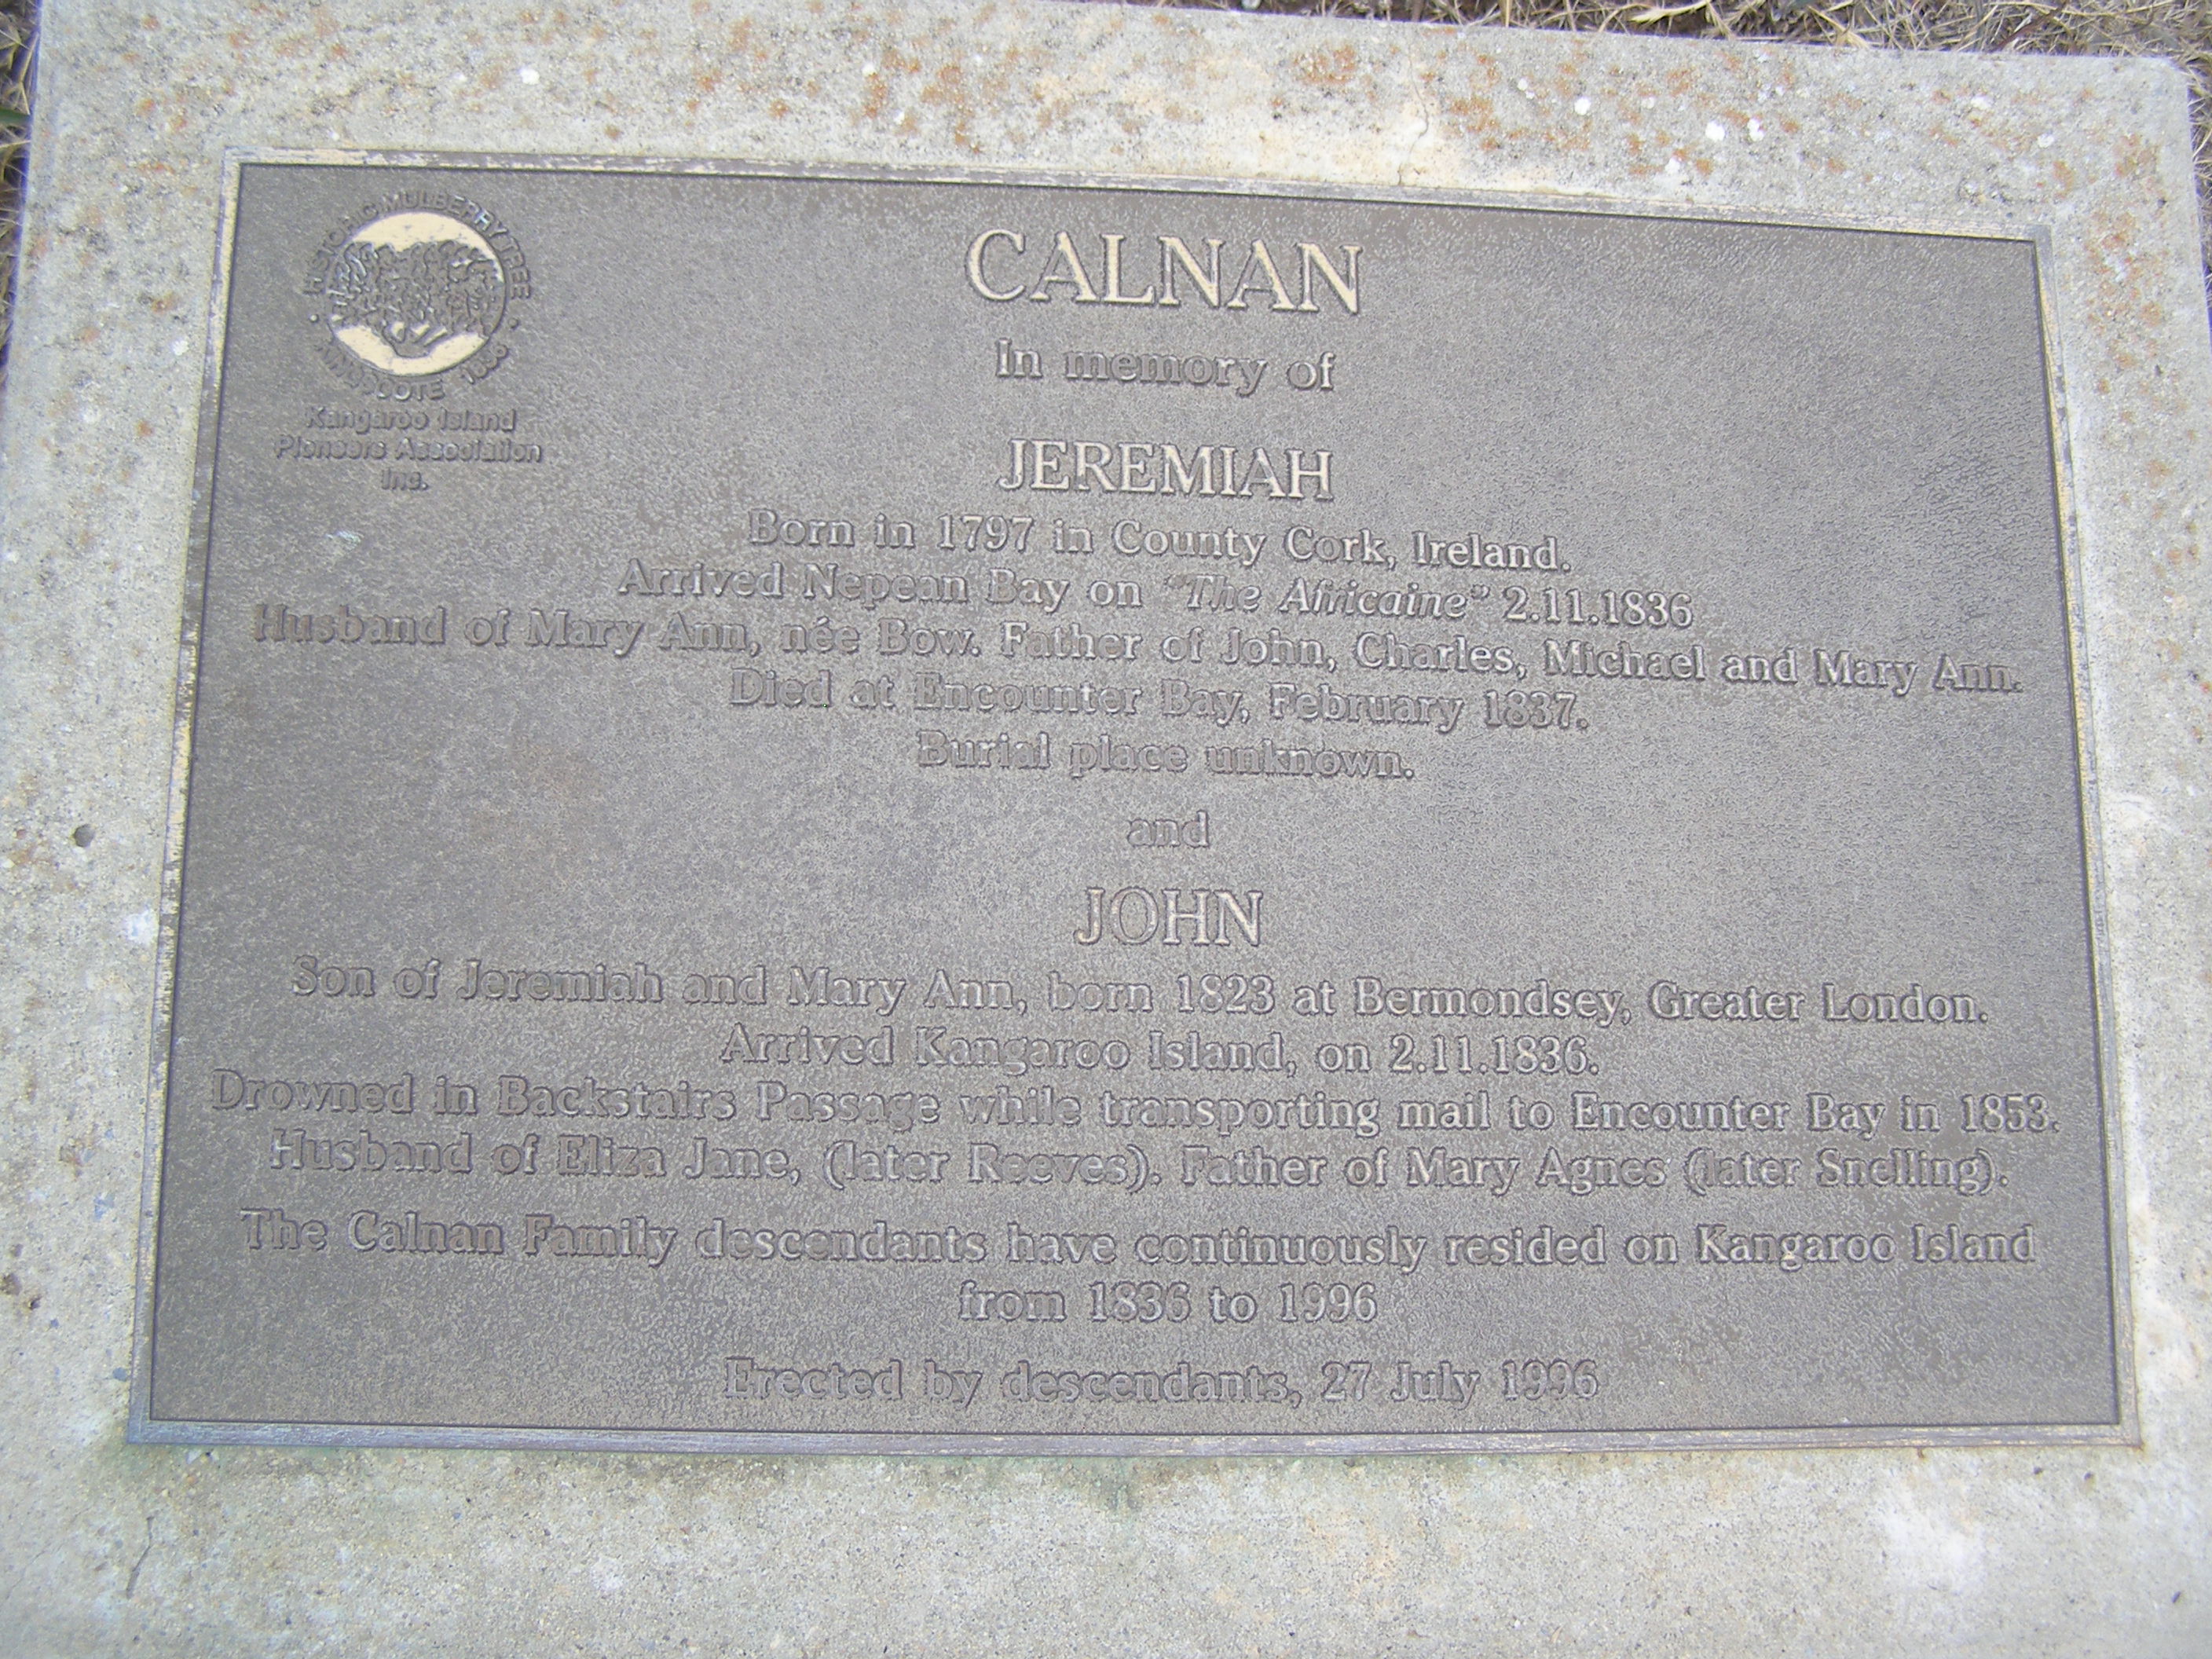 HISTORIC MULBERRY TREE
KINGSCOTE 1836
Kangaroo Island
Pioneers Association
Inc.
CALNAN
In memory of
JEREMIAH
Born in 1797 in County Cork, Ireland.
Arrived Nepean Bay on "The Africaine" 2.11.1836
Husband of Mary Ann, née Bow. Father of John, Charles, Michael and Mary Ann.
Died at Encounter Bay, February 1837.
Burial place unknown.
and
JOHN
Son of Jeremiah and Mary Ann, born 1823 at Bermondsey, Greater London.
Arrived Kangaroo Island, on 2.11.1836.
Drowned in Backstairs Passage while transporting mail to Encounter Bay in 1853.
Husband of Eliza Jane, (later Reeves). Father of Mary Agnes (later Snelling).
The Calnan Family descendants have continuously resided on Kangaroo Island
from 1836 to 1996
Erected by descendants, 27 July 1996